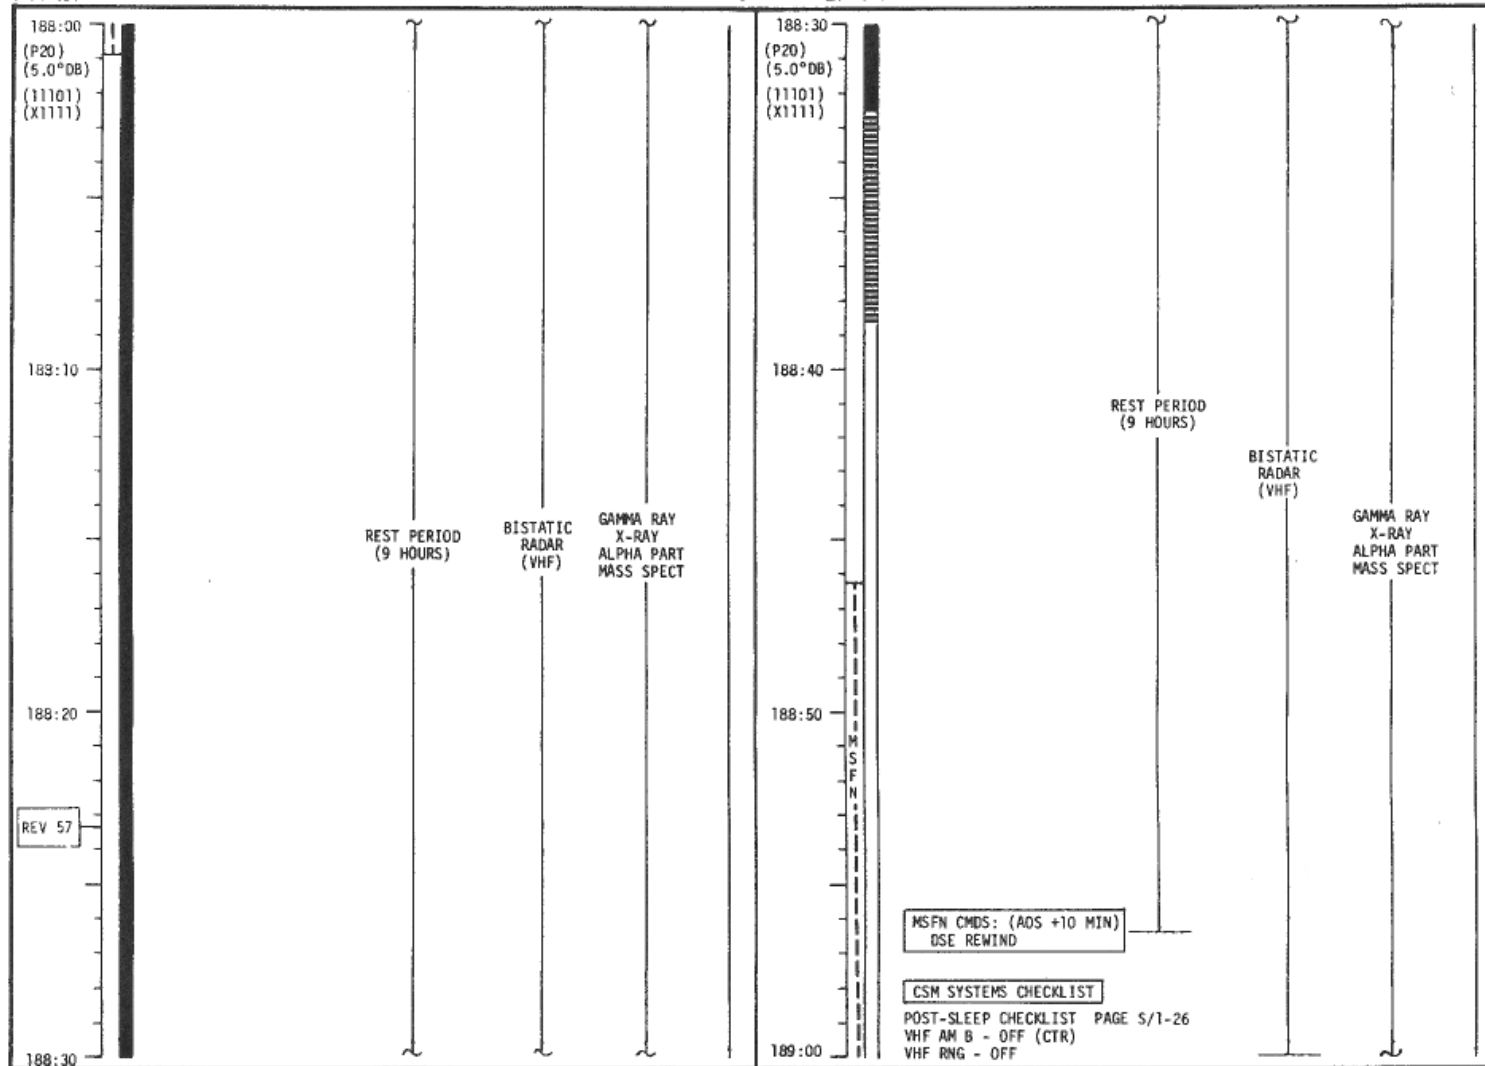 188:00
(P20)
(5.0°DB)
(11101)
(X1111)
188:10
REST PERIOD
(9 HOURS)
BISTATIC
RADAR
(VHF)
GAMMA RAY
X-RAY
ALPHA PART
MASS SPECT
188:20
REV 57
188:30
188:30
(P20)
(5.0°DB)
(11101)
(X1111)
188:40
REST PERIOD
(9 HOURS)
BISTATIC
RADAR
(VHF)
GAMMA RAY
X-RAY
ALPHA PART
MASS SPECT
188:50
MSFN
MSFN CMDS: (AOS +10 MIN)
DSE REWIND
CSM SYSTEMS CHECKLIST
POST-SLEEP CHECKLIST PAGE S/1-26
VHF AM B - OFF (CTR)
VHF RNG - OFF
189:00